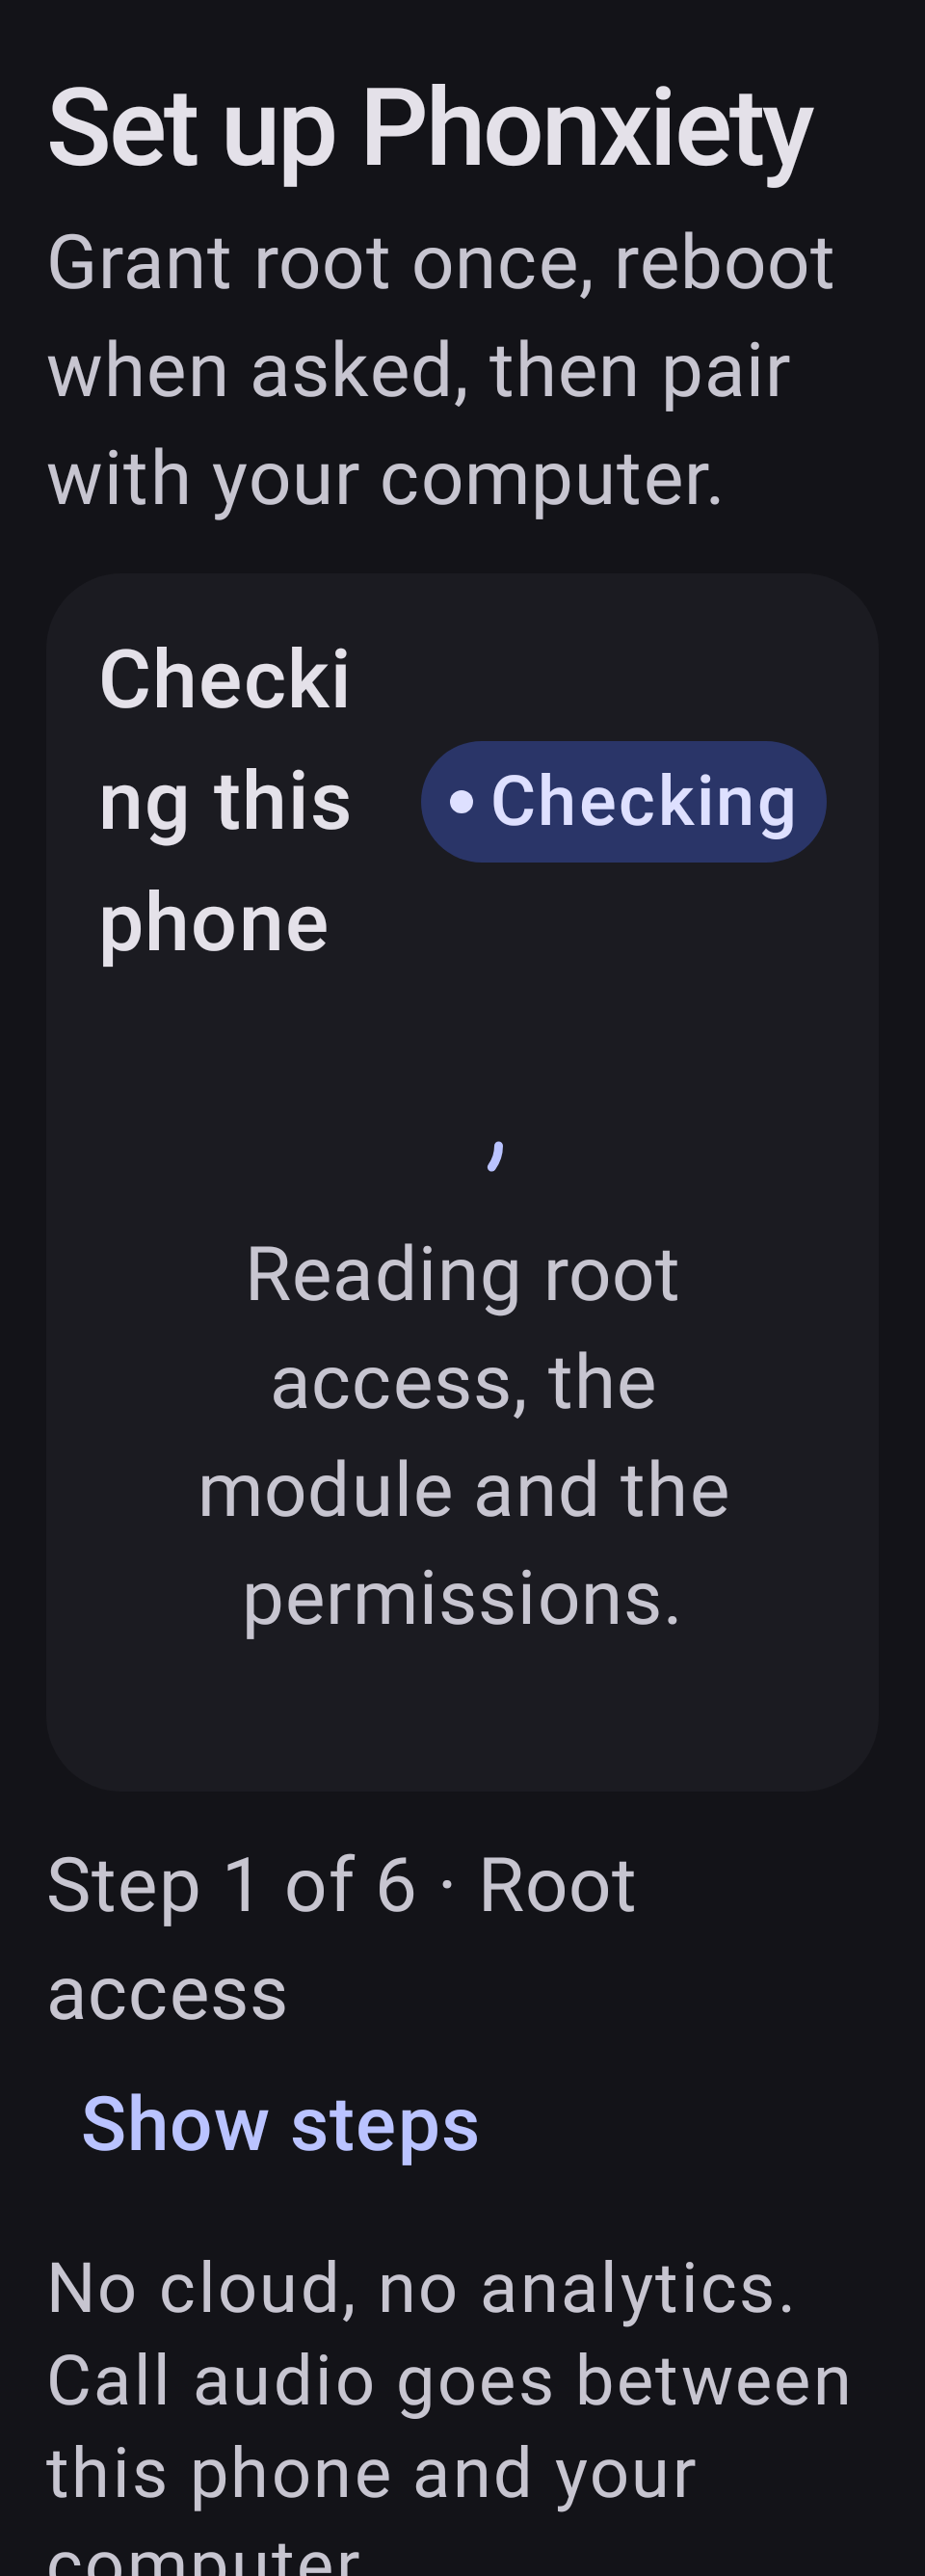 Set up Phonxiety
Grant root once, reboot
when asked, then pair
with your computer.
Checki
ng this
phone
• Checking
Reading root
access, the
module and the
permissions.
Step 1 of 6 · Root
access
Show steps
No cloud, no analytics.
Call audio goes between
this phone and your
computer